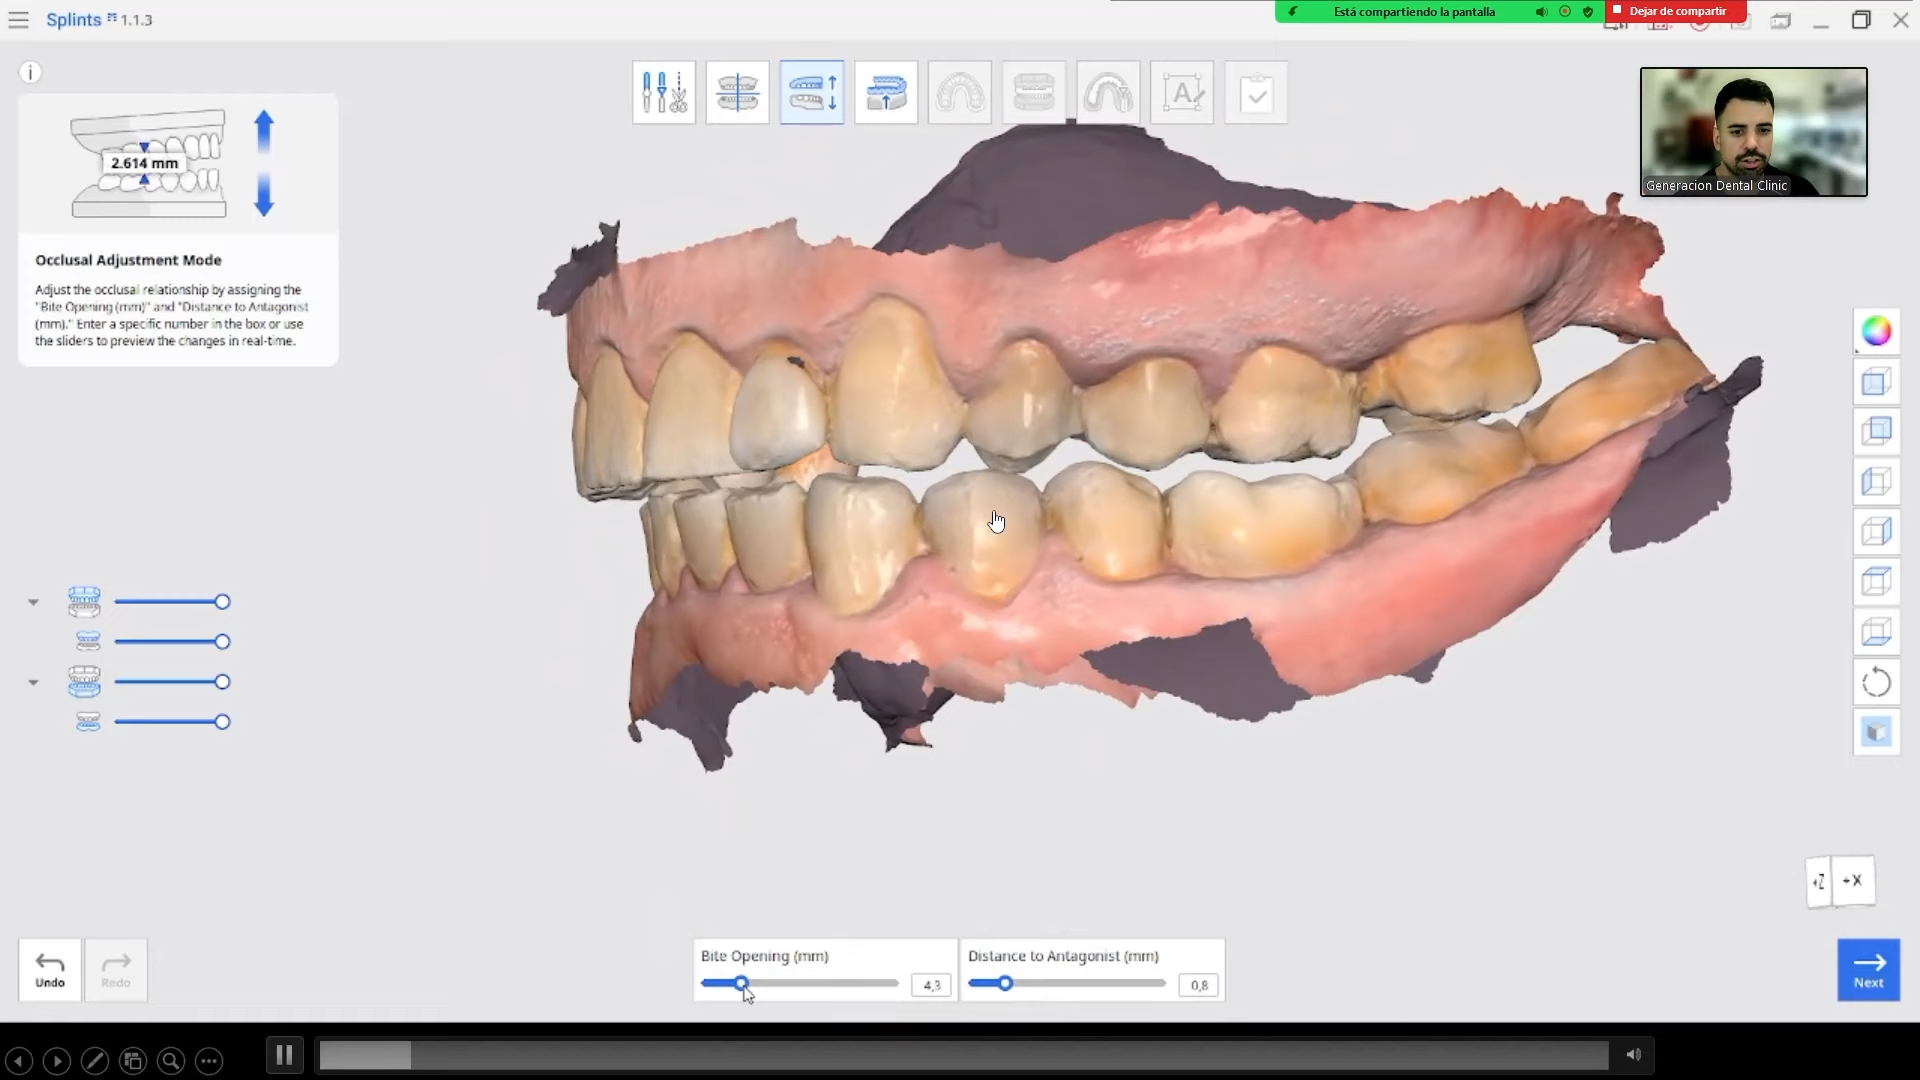 Splints 1.1.3
Está compartiendo la pantalla
Dejar de compartir
Generacion Dental Clinic
2.614 mm
Occlusal Adjustment Mode
Adjust the occlusal relationship by assigning the
"Bite Opening (mm)" and "Distance to Antagonist
(mm)." Enter a specific number in the box or use
the sliders to preview the changes in real-time.
A
+Z
+X
Undo
Redo
Bite Opening (mm)
4,3
Distance to Antagonist (mm)
0,8
Next